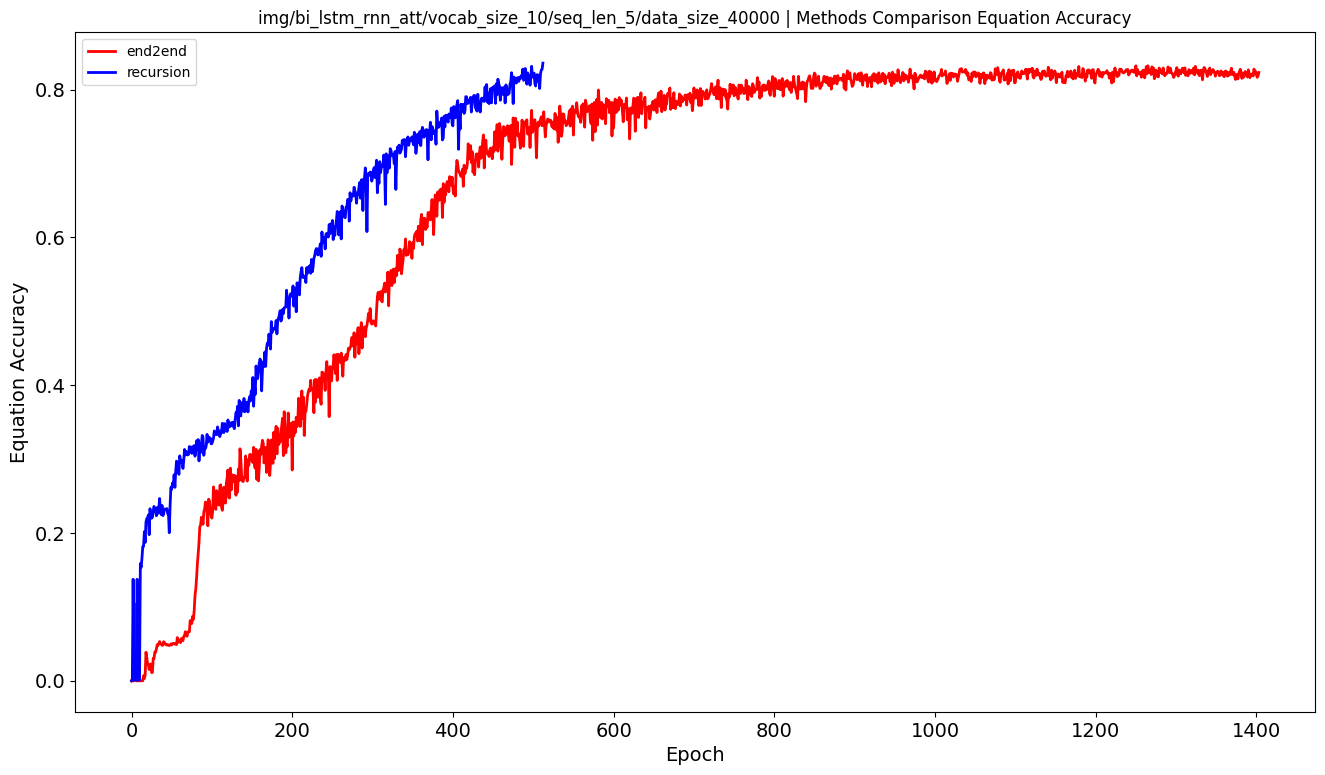 img/bi_lstm_rnn_att/vocab_size_10/seq_len_5/data_size_40000 | Methods Comparison Equation Accuracy
end2end
recursion
Equation Accuracy
0.8
0.6
0.4
0.2
0.0
0 200 400 600 800 1000 1200 1400
Epoch